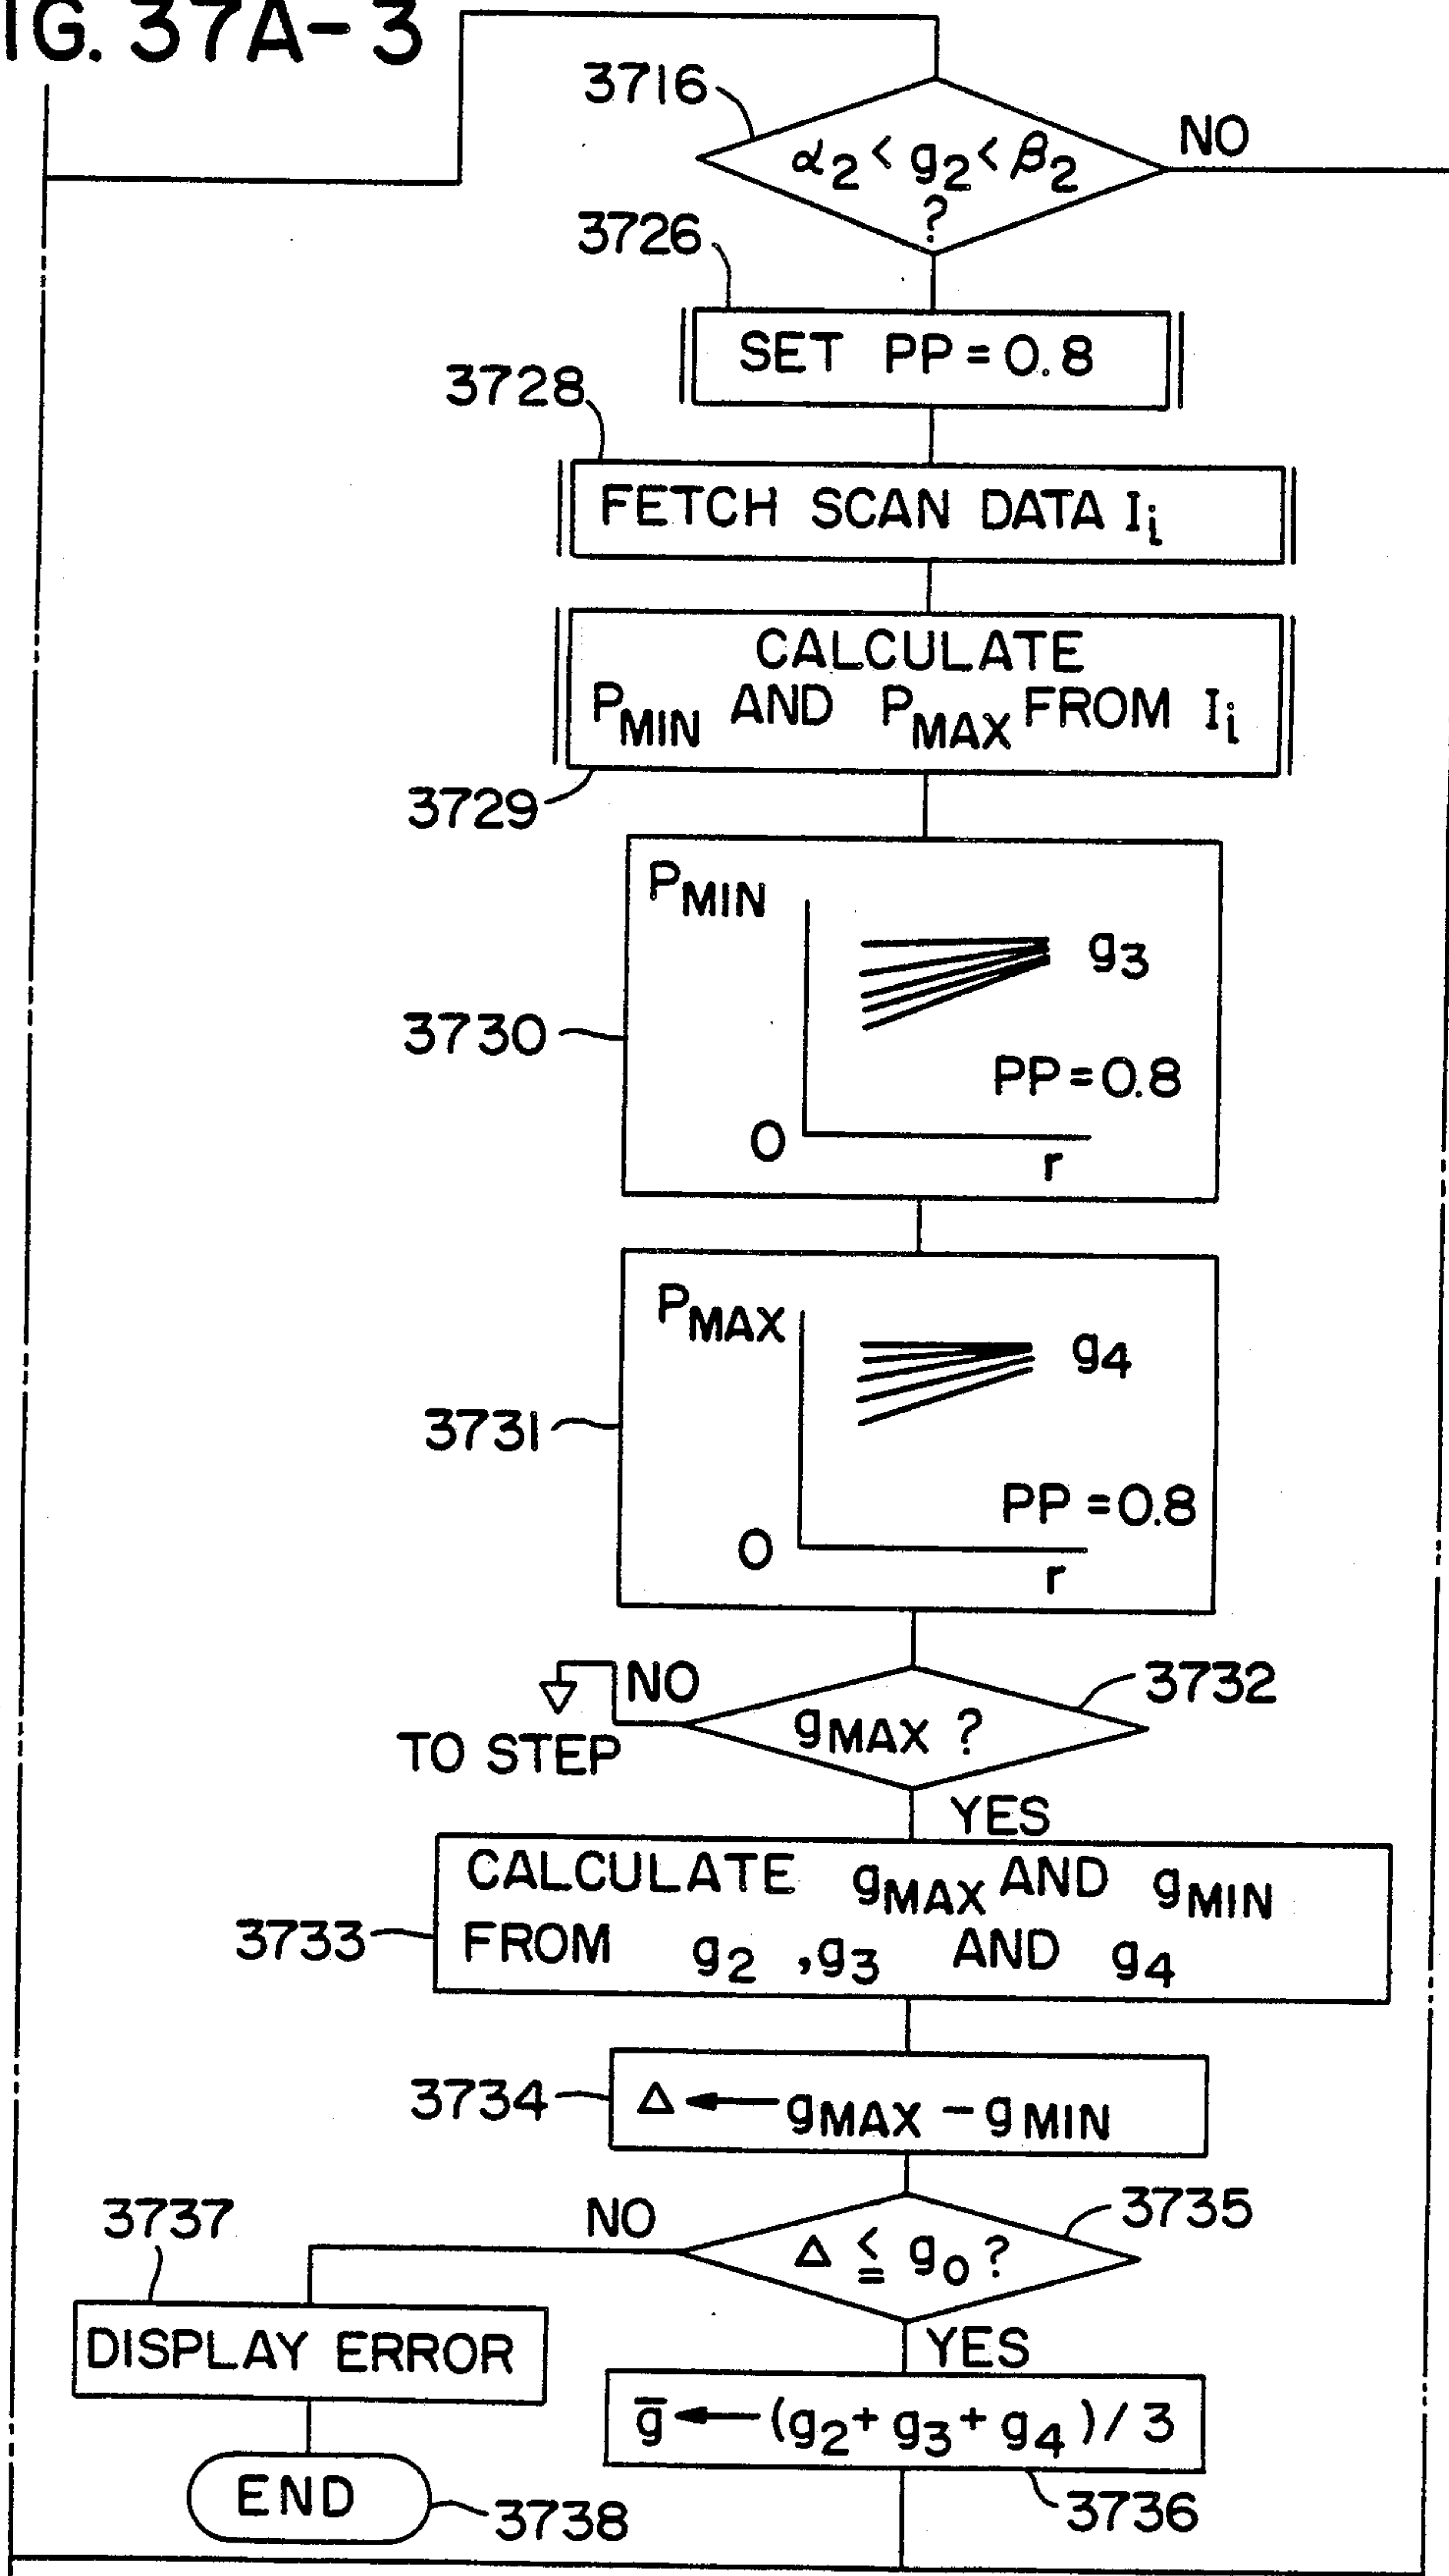 IG. 37A-3
3716
α2 < g2 < β2
?
NO
3726
SET PP = 0.8
3728
FETCH SCAN DATA Ii
CALCULATE
PMIN AND PMAX FROM Ii
3729
PMIN
g3
3730
PP = 0.8
0
r
PMAX
g4
3731
PP = 0.8
0
r
NO
3732
gMAX ?
TO STEP
YES
CALCULATE gMAX AND gMIN
3733
FROM g2 ,g3 AND g4
3734
Δ ← gMAX - gMIN
3737
NO
3735
Δ ≤ g0 ?
DISPLAY ERROR
YES
g̅ ← (g2 + g3 + g4) / 3
END
3738
3736